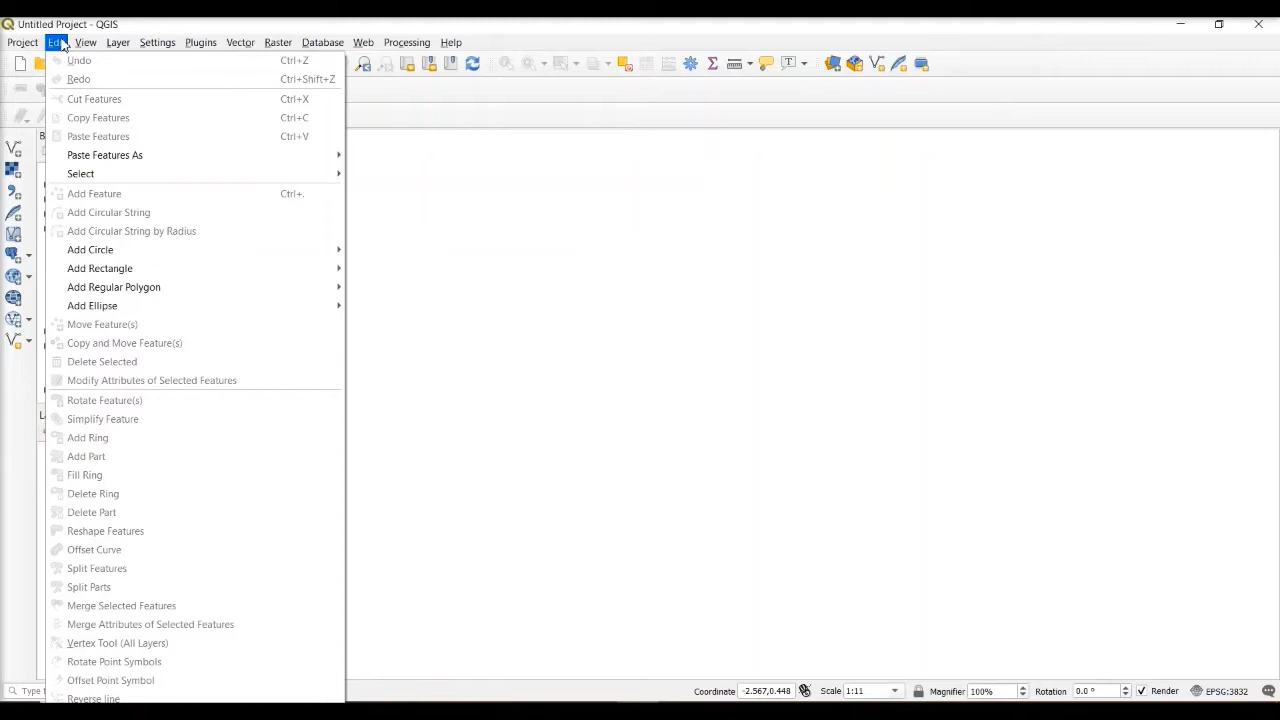 Untitled Project - QGIS
Project Edi View Layer Settings Plugins Vector Raster Database Web Processing Help
Undo Ctrl+Z
Redo Ctrl+Shift+Z
Cut Features Ctrl+X
Copy Features Ctrl+C
Paste Features Ctrl+V
Paste Features As
Select
Add Feature Ctrl+.
Add Circular String
Add Circular String by Radius
Add Circle
Add Rectangle
Add Regular Polygon
Add Ellipse
Move Feature(s)
Copy and Move Feature(s)
Delete Selected
Modify Attributes of Selected Features
Rotate Feature(s)
Simplify Feature
Add Ring
Add Part
Fill Ring
Delete Ring
Delete Part
Reshape Features
Offset Curve
Split Features
Split Parts
Merge Selected Features
Merge Attributes of Selected Features
Vertex Tool (All Layers)
Rotate Point Symbols
Offset Point Symbol
Reverse line
Type Coordinate -2.567,0.448 Scale 1:11 Magnifier 100% Rotation 0.0 ° Render EPSG:3832